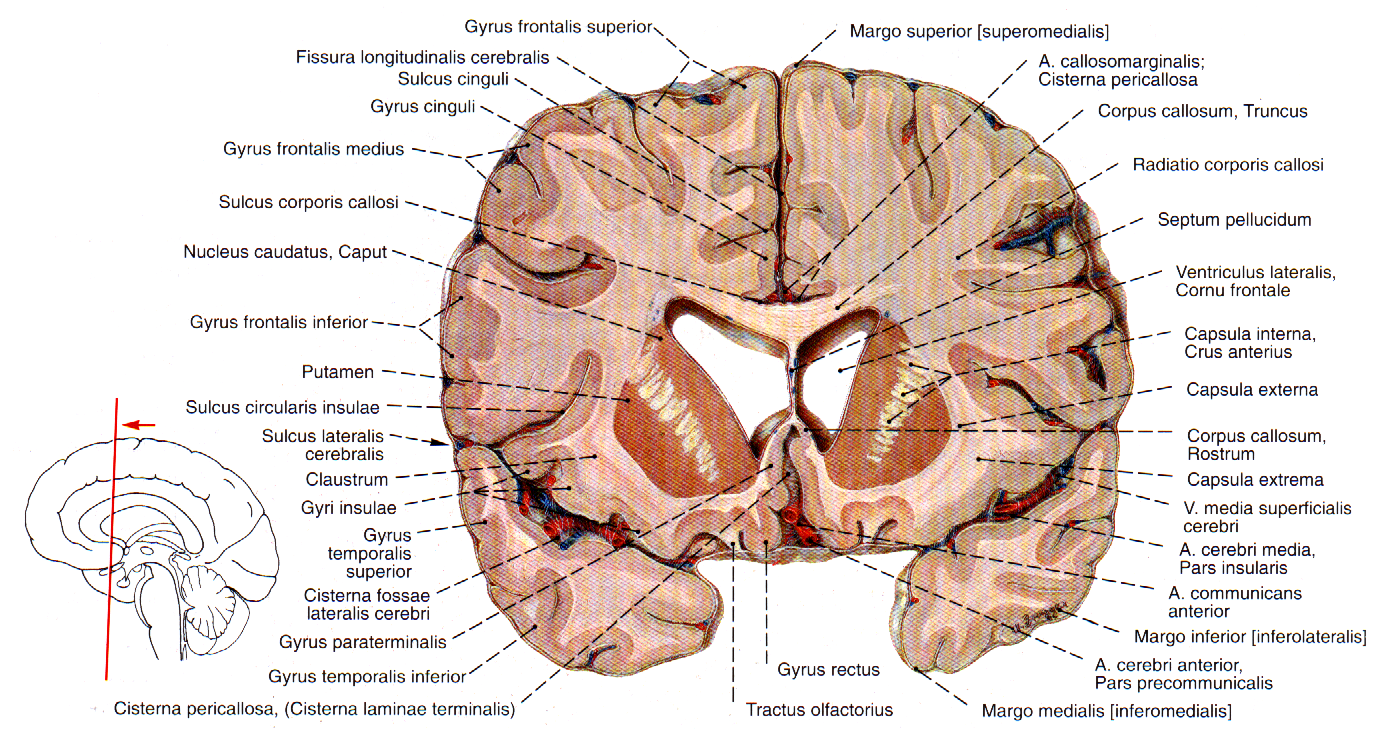 Gyrus frontalis superior
Fissura longitudinalis cerebralis
Sulcus cinguli
Gyrus cinguli
Gyrus frontalis medius
Sulcus corporis callosi
Nucleus caudatus, Caput
Gyrus frontalis inferior
Putamen
Sulcus circularis insulae
Sulcus lateralis
cerebralis
Claustrum
Gyri insulae
Gyrus
temporalis
superior
Cisterna fossae
lateralis cerebri
Gyrus paraterminalis
Gyrus temporalis inferior
Cisterna pericallosa, (Cisterna laminae terminalis)
Margo superior [superomedialis]
A. callosomarginalis;
Cisterna pericallosa
Corpus callosum, Truncus
Radiatio corporis callosi
Septum pellucidum
Ventriculus lateralis,
Cornu frontale
Capsula interna,
Crus anterius
Capsula externa
Corpus callosum,
Rostrum
Capsula extrema
V. media superficialis
cerebri
A. cerebri media,
Pars insularis
A. communicans
anterior
Margo inferior [inferolateralis]
A. cerebri anterior,
Pars precommunicalis
Gyrus rectus
Tractus olfactorius
Margo medialis [inferomedialis]